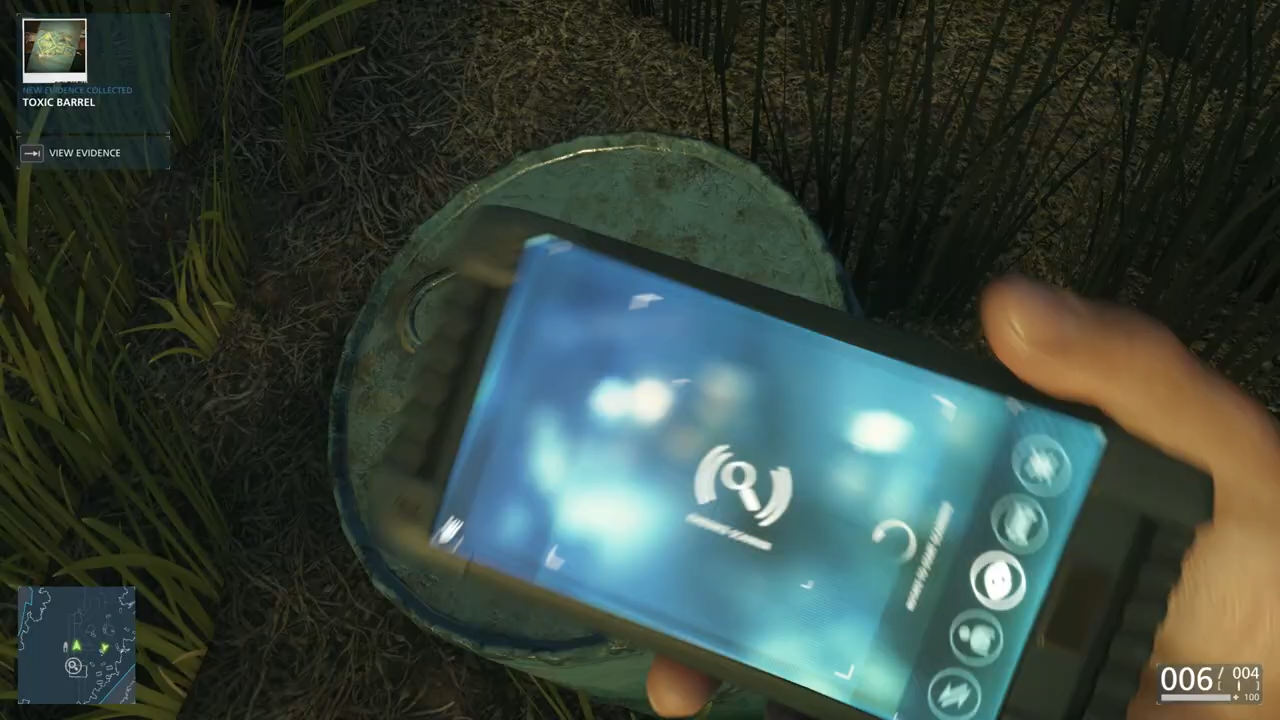 NEW EVIDENCE COLLECTED
TOXIC BARREL
VIEW EVIDENCE
006/ 004
[ I ]
+ 100